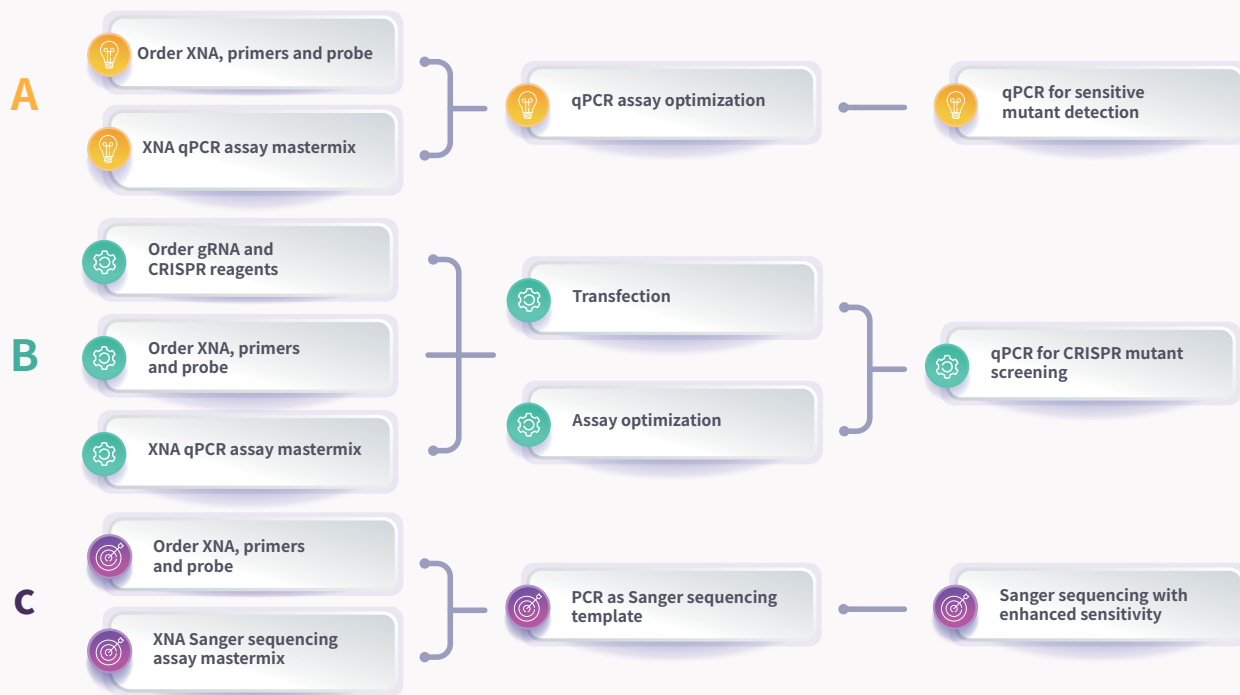 A
Order XNA, primers and probe
XNA qPCR assay mastermix
qPCR assay optimization
qPCR for sensitive
mutant detection
B
Order gRNA and
CRISPR reagents
Order XNA, primers
and probe
XNA qPCR assay mastermix
Transfection
Assay optimization
qPCR for CRISPR mutant
screening
C
Order XNA, primers
and probe
XNA Sanger sequencing
assay mastermix
PCR as Sanger sequencing
template
Sanger sequencing with
enhanced sensitivity